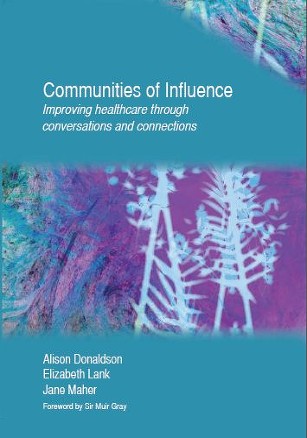 Communities of Influence
Improving healthcare through
conversations and connections
Alison Donaldson
Elizabeth Lank
Jane Maher
Foreword by Sir Muir Gray